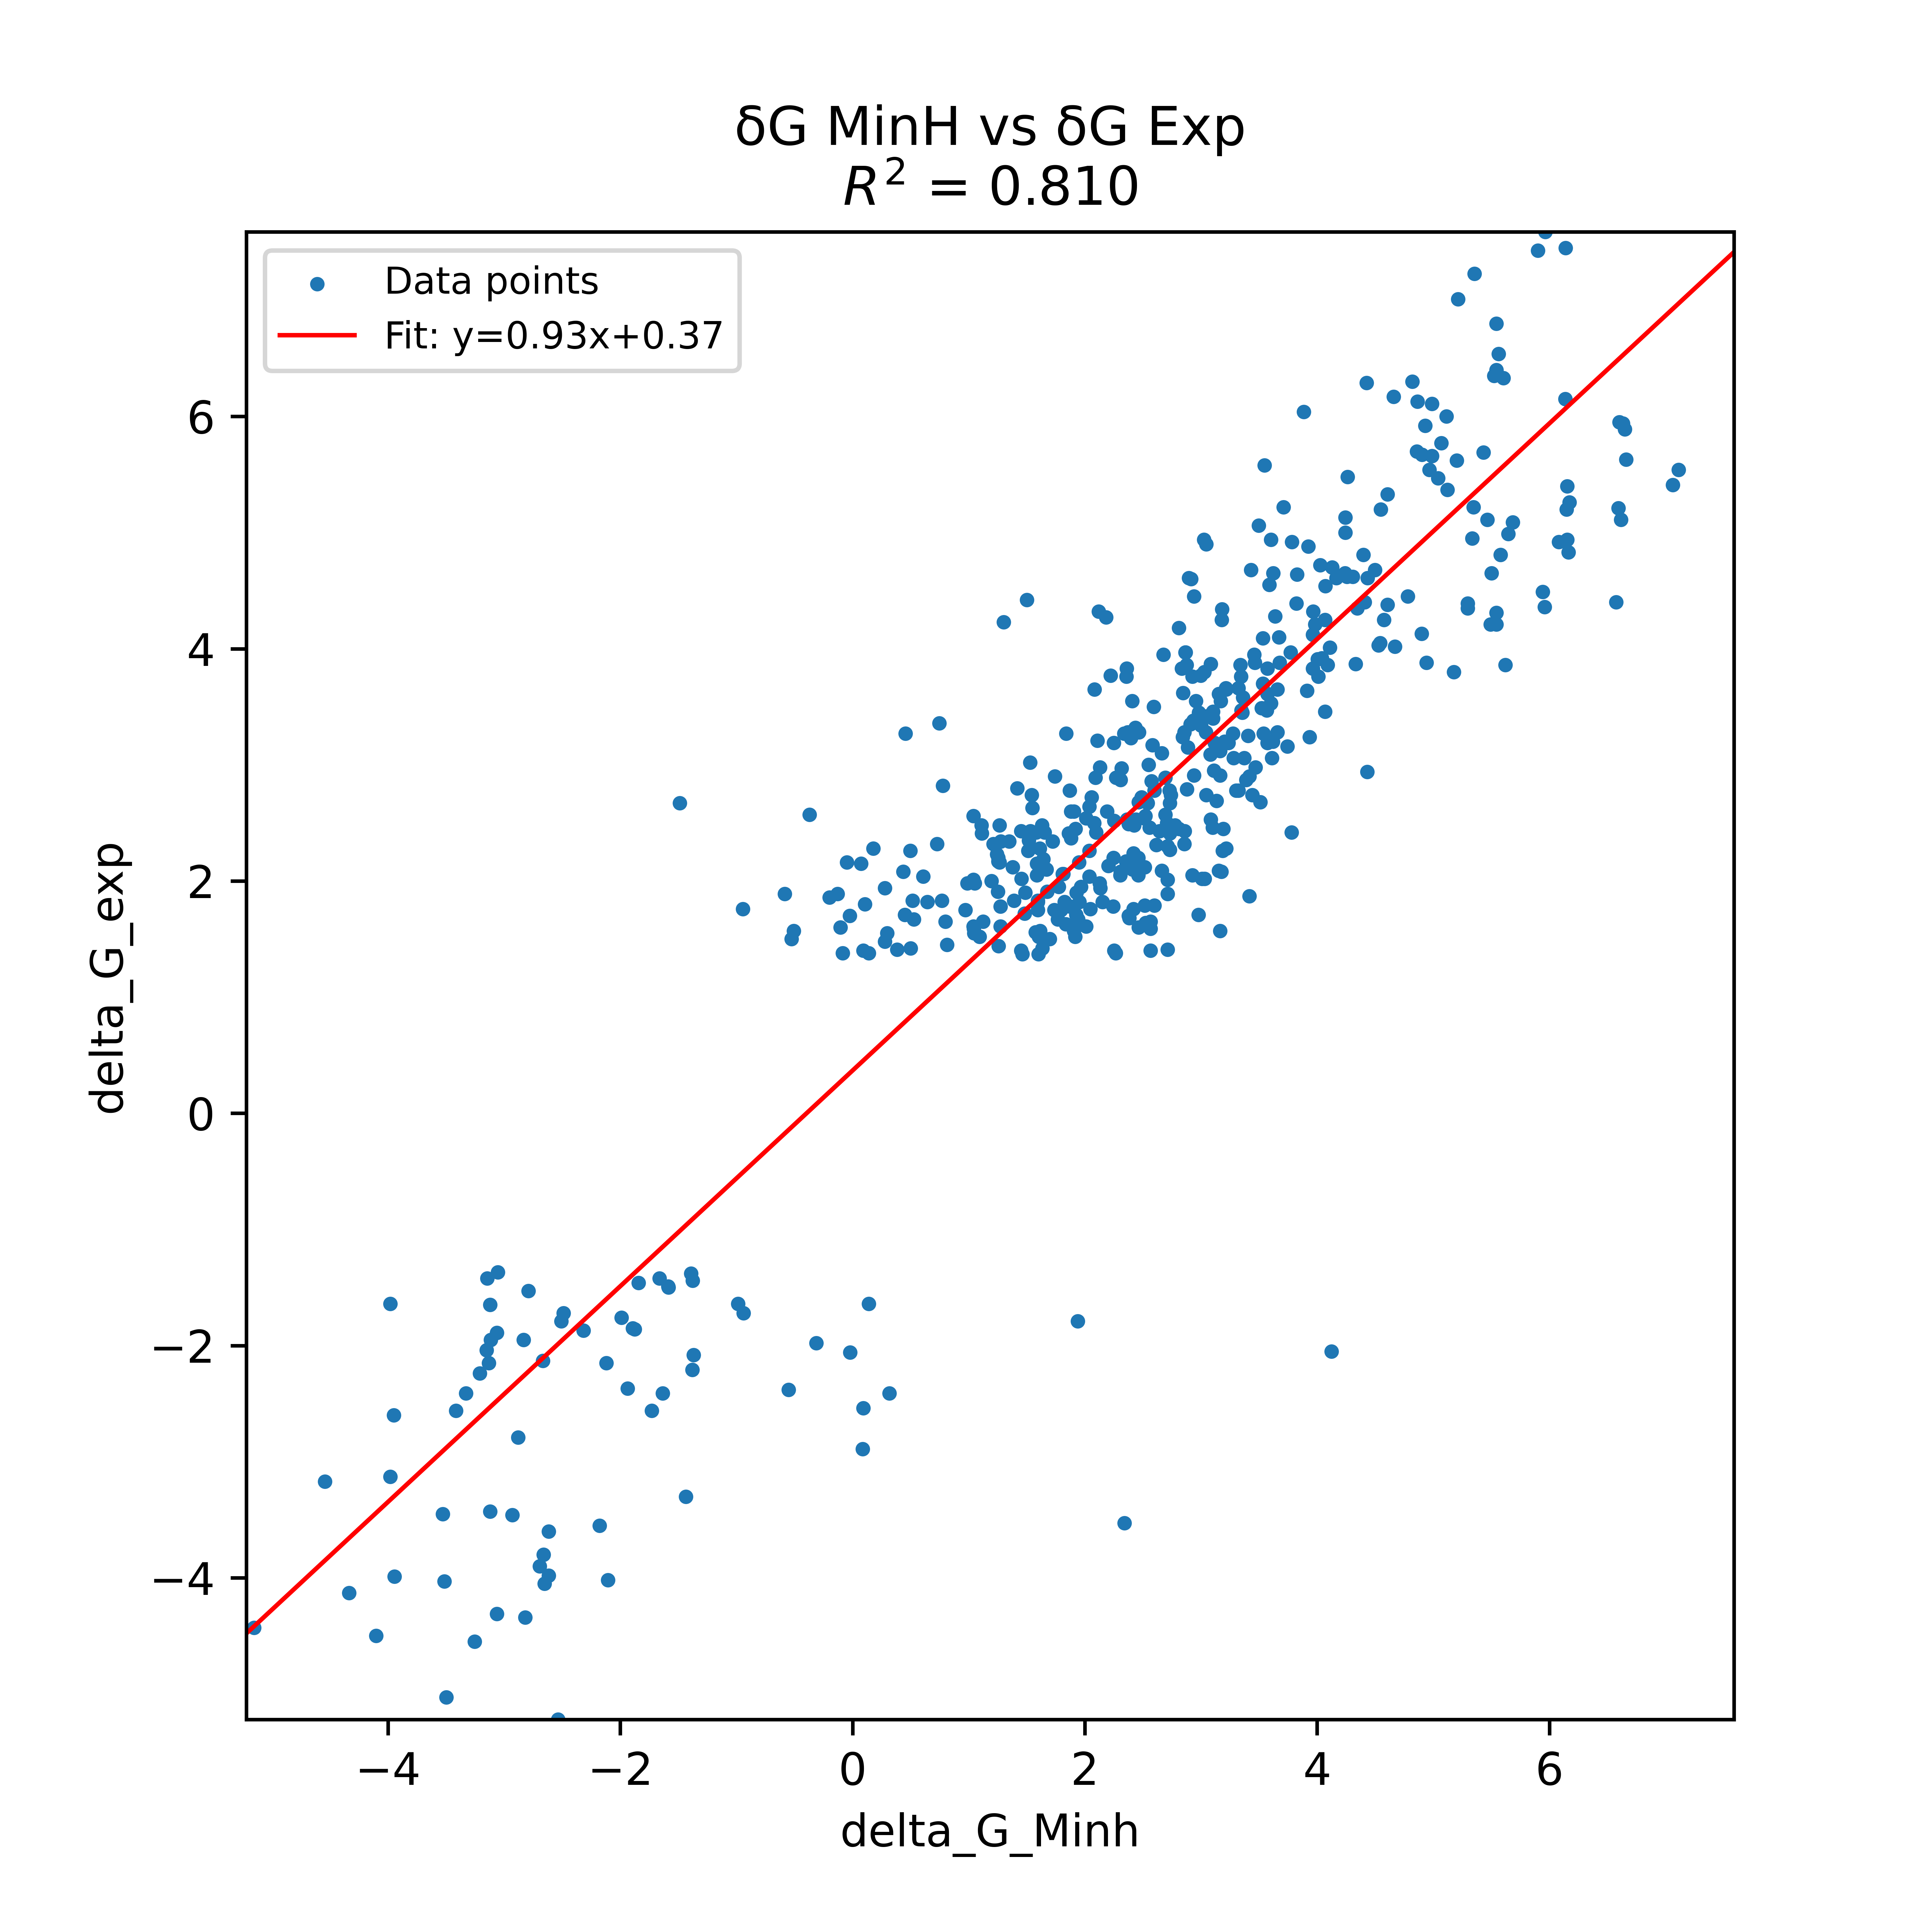 δG MinH vs δG Exp
R² = 0.810
Data points
Fit: y=0.93x+0.37
6
4
2
0
−2
−4
delta_G_exp
−4
−2
0
2
4
6
delta_G_Minh